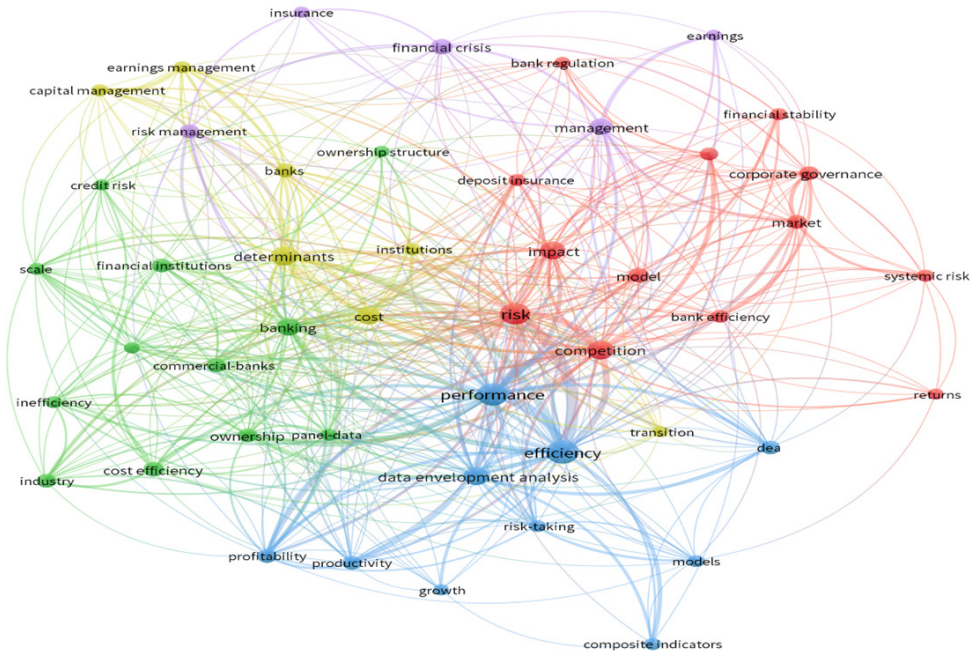 insurance
financial crisis
earnings
bank regulation
earnings management
capital management
financial stability
management
risk management
ownership structure
banks
deposit insurance
corporate governance
credit risk
market
institutions
impact
determinants
financial institutions
scale
model
systemic risk
risk
cost
bank efficiency
banking
competition
commercial-banks
performance
returns
inefficiency
transition
ownership
panel-data
dea
efficiency
cost efficiency
data envelopment analysis
industry
risk-taking
profitability
productivity
models
growth
composite indicators